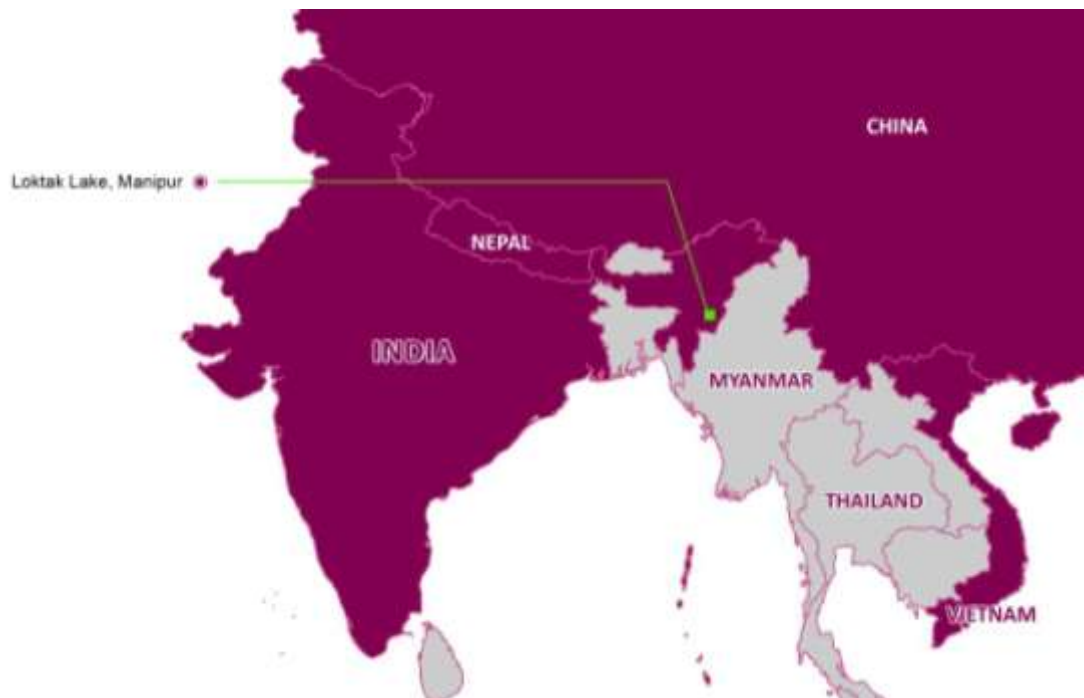 CHINA
Loktak Lake, Manipur
NEPAL
INDIA
MYANMAR
THAILAND
VIETNAM